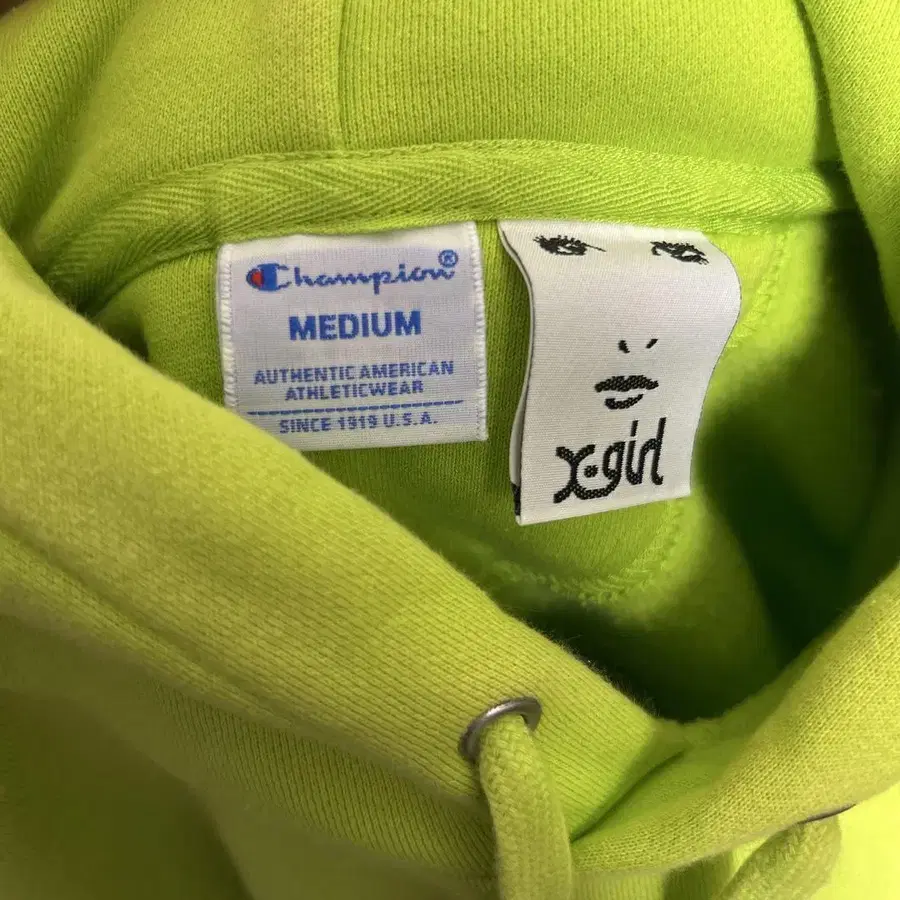 Champion®
MEDIUM
AUTHENTIC AMERICAN
ATHLETICWEAR
SINCE 1919 U.S.A.
x-girl